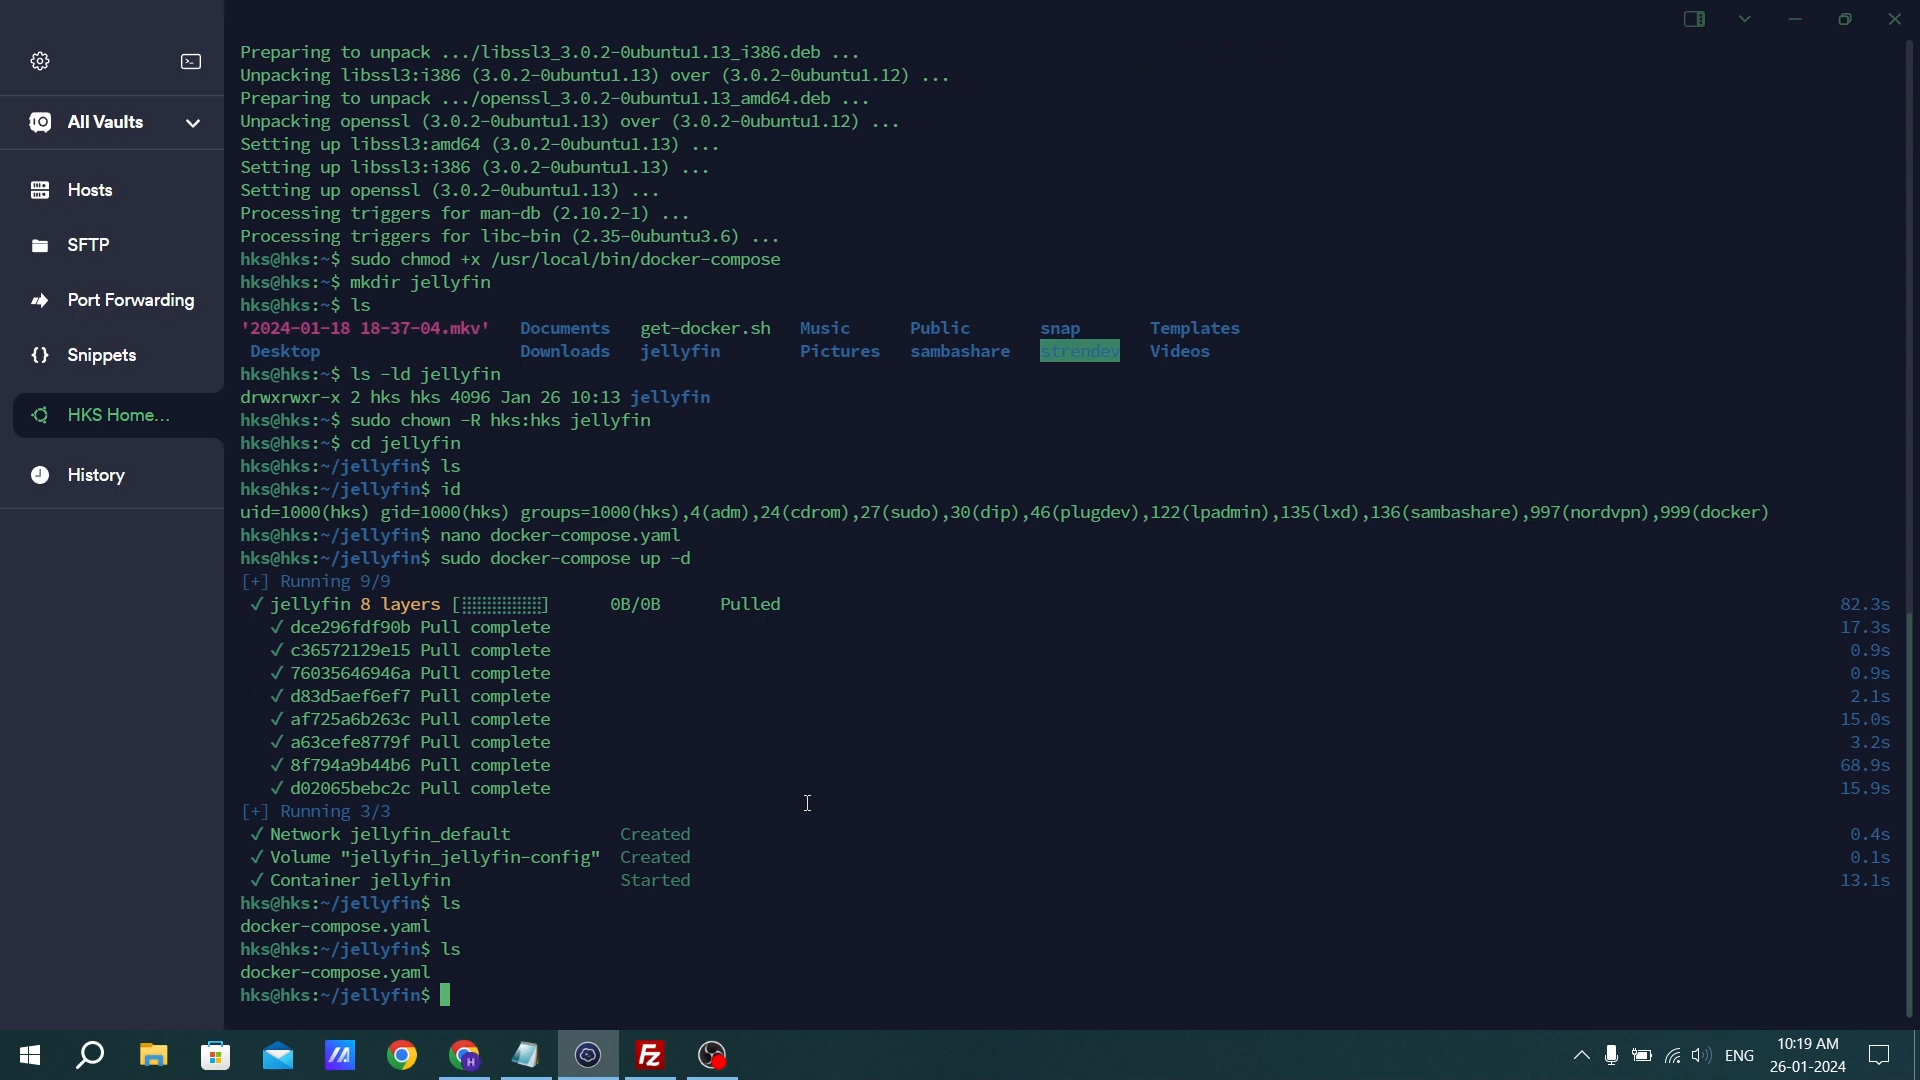 Preparing to unpack .../libssl3_3.0.2-0ubuntu1.13_i386.deb ...
Unpacking libssl3:i386 (3.0.2-0ubuntu1.13) over (3.0.2-0ubuntu1.12) ...
Preparing to unpack .../openssl_3.0.2-0ubuntu1.13_amd64.deb ...
Unpacking openssl (3.0.2-0ubuntu1.13) over (3.0.2-0ubuntu1.12) ...
Setting up libssl3:amd64 (3.0.2-0ubuntu1.13) ...
Setting up libssl3:i386 (3.0.2-0ubuntu1.13) ...
Setting up openssl (3.0.2-0ubuntu1.13) ...
Processing triggers for man-db (2.10.2-1) ...
Processing triggers for libc-bin (2.35-0ubuntu3.6) ...
hks@hks:~$ sudo chmod +x /usr/local/bin/docker-compose
hks@hks:~$ mkdir jellyfin
hks@hks:~$ ls
'2024-01-18 18-37-04.mkv' Documents get-docker.sh Music Public snap Templates
Desktop Downloads jellyfin Pictures sambashare strendev Videos
hks@hks:~$ ls -ld jellyfin
drwxrwxr-x 2 hks hks 4096 Jan 26 10:13 jellyfin
hks@hks:~$ sudo chown -R hks:hks jellyfin
hks@hks:~$ cd jellyfin
hks@hks:~/jellyfin$ ls
hks@hks:~/jellyfin$ id
uid=1000(hks) gid=1000(hks) groups=1000(hks),4(adm),24(cdrom),27(sudo),30(dip),46(plugdev),122(lpadmin),135(lxd),136(sambashare),997(nordvpn),999(docker)
hks@hks:~/jellyfin$ nano docker-compose.yaml
hks@hks:~/jellyfin$ sudo docker-compose up -d
[+] Running 9/9
✓ jellyfin 8 layers [⣿⣿⣿⣿⣿⣿⣿⣿] 0B/0B Pulled 82.3s
✓ dce296fdf90b Pull complete 17.3s
✓ c36572129e15 Pull complete 0.9s
✓ 76035646946a Pull complete 0.9s
✓ d83d5aef6ef7 Pull complete 2.1s
✓ af725a6b263c Pull complete 15.0s
✓ a63cefe8779f Pull complete 3.2s
✓ 8f794a9b44b6 Pull complete 68.9s
✓ d02065bebc2c Pull complete 15.9s
[+] Running 3/3
✓ Network jellyfin_default Created 0.4s
✓ Volume "jellyfin_jellyfin-config" Created 0.1s
✓ Container jellyfin Started 13.1s
hks@hks:~/jellyfin$ ls
docker-compose.yaml
hks@hks:~/jellyfin$ ls
docker-compose.yaml
hks@hks:~/jellyfin$
All Vaults
Hosts
SFTP
Port Forwarding
Snippets
HKS Home...
History
ENG
10:19 AM
26-01-2024